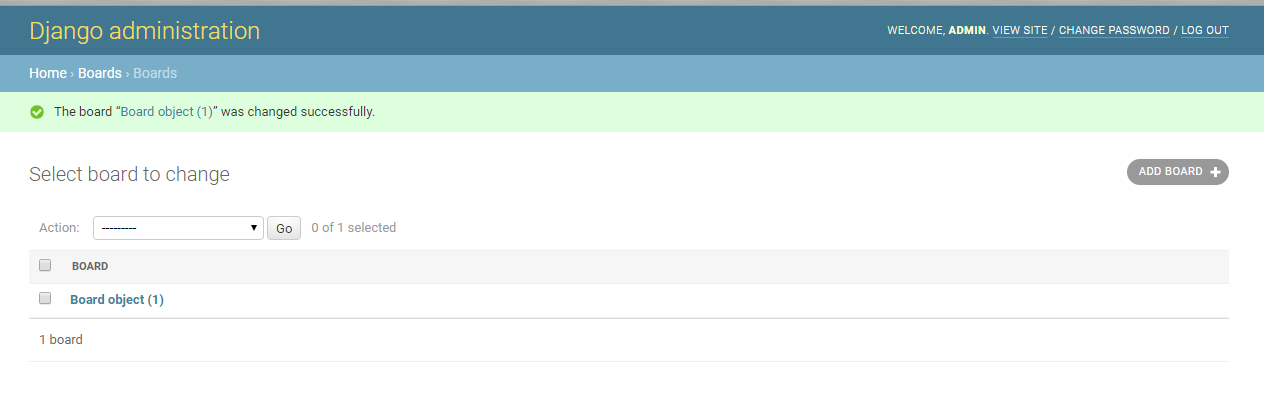 Django administration
WELCOME, ADMIN. VIEW SITE / CHANGE PASSWORD / LOG OUT
Home › Boards › Boards
The board “Board object (1)” was changed successfully.
Select board to change
ADD BOARD
Action: --------- Go 0 of 1 selected
BOARD
Board object (1)
1 board